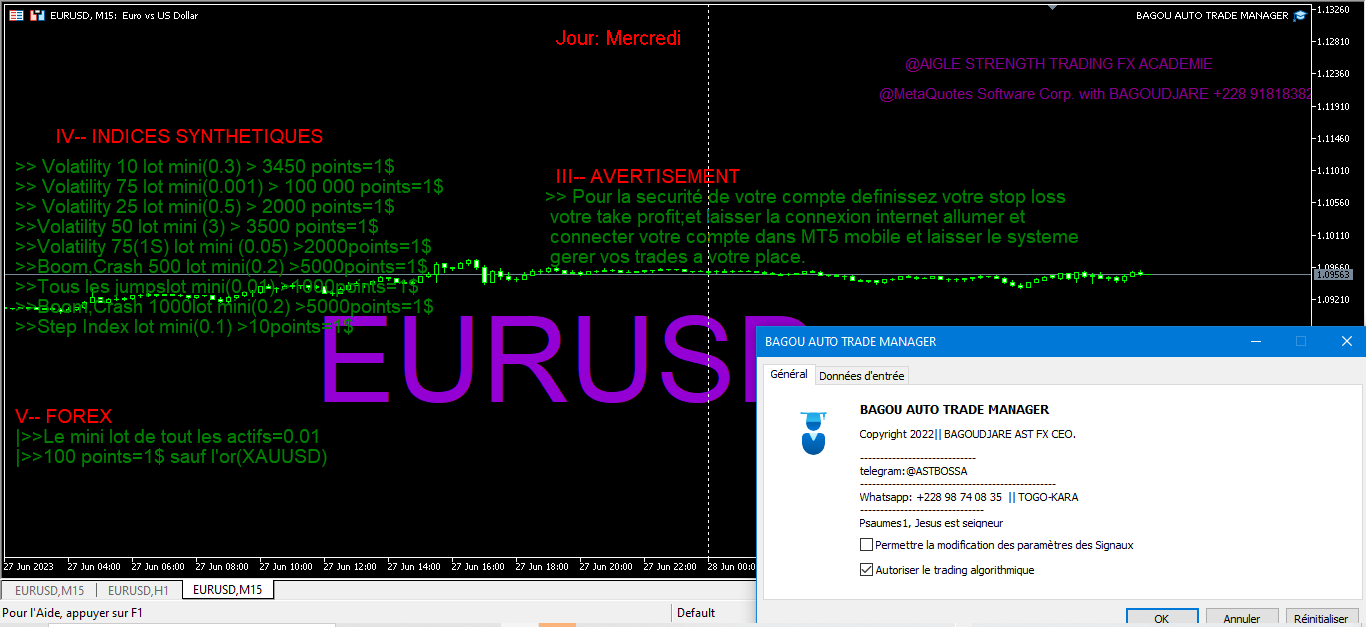 EURUSD, M15: Euro vs US Dollar
BAGOU AUTO TRADE MANAGER
Jour: Mercredi
@AIGLE STRENGTH TRADING FX ACADEMIE
@MetaQuotes Software Corp. with BAGOUDJARE +228 91818382
IV-- INDICES SYNTHETIQUES
>> Volatility 10 lot mini(0.3) > 3450 points=1$
>> Volatility 75 lot mini(0.001) > 100 000 points=1$
>> Volatility 25 lot mini(0.5) > 2000 points=1$
>>Volatility 50 lot mini (3) > 3500 points=1$
>>Volatility 75(1S) lot mini (0.05) >2000points=1$
>>Boom,Crash 500 lot mini(0.2) >5000points=1$
>>Tous les jumpslot mini(0.01) >1000points=1$
>>Boom,Crash 1000lot mini(0.2) >5000points=1$
>>Step Index lot mini(0.1) >10points=1$
III-- AVERTISEMENT
>> Pour la securité de votre compte definissez votre stop loss
votre take profit;et laisser la connexion internet allumer et
connecter votre compte dans MT5 mobile et laisser le systeme
gerer vos trades a votre place.
EURUSD
V-- FOREX
|>>Le mini lot de tout les actifs=0.01
|>>100 points=1$ sauf l'or(XAUUSD)
1.13260
1.12810
1.12360
1.11910
1.11460
1.11010
1.10560
1.10110
1.09660
1.09563
1.09210
BAGOU AUTO TRADE MANAGER
Général
Données d'entrée
BAGOU AUTO TRADE MANAGER
Copyright 2022|| BAGOUDJARE AST FX CEO.
----------------------------
telegram:@ASTBOSSA
-----------------------------------------------
Whatsapp: +228 98 74 08 35 || TOGO-KARA
------------------------------
Psaumes1, Jesus est seigneur
Permettre la modification des paramètres des Signaux
Autoriser le trading algorithmique
OK
Annuler
Réinitialiser
27 Jun 2023
27 Jun 04:00
27 Jun 06:00
27 Jun 08:00
27 Jun 10:00
27 Jun 12:00
27 Jun 14:00
27 Jun 16:00
27 Jun 18:00
27 Jun 20:00
27 Jun 22:00
28 Jun 00:0
EURUSD,M15
EURUSD,H1
EURUSD,M15
Pour l'Aide, appuyer sur F1
Default